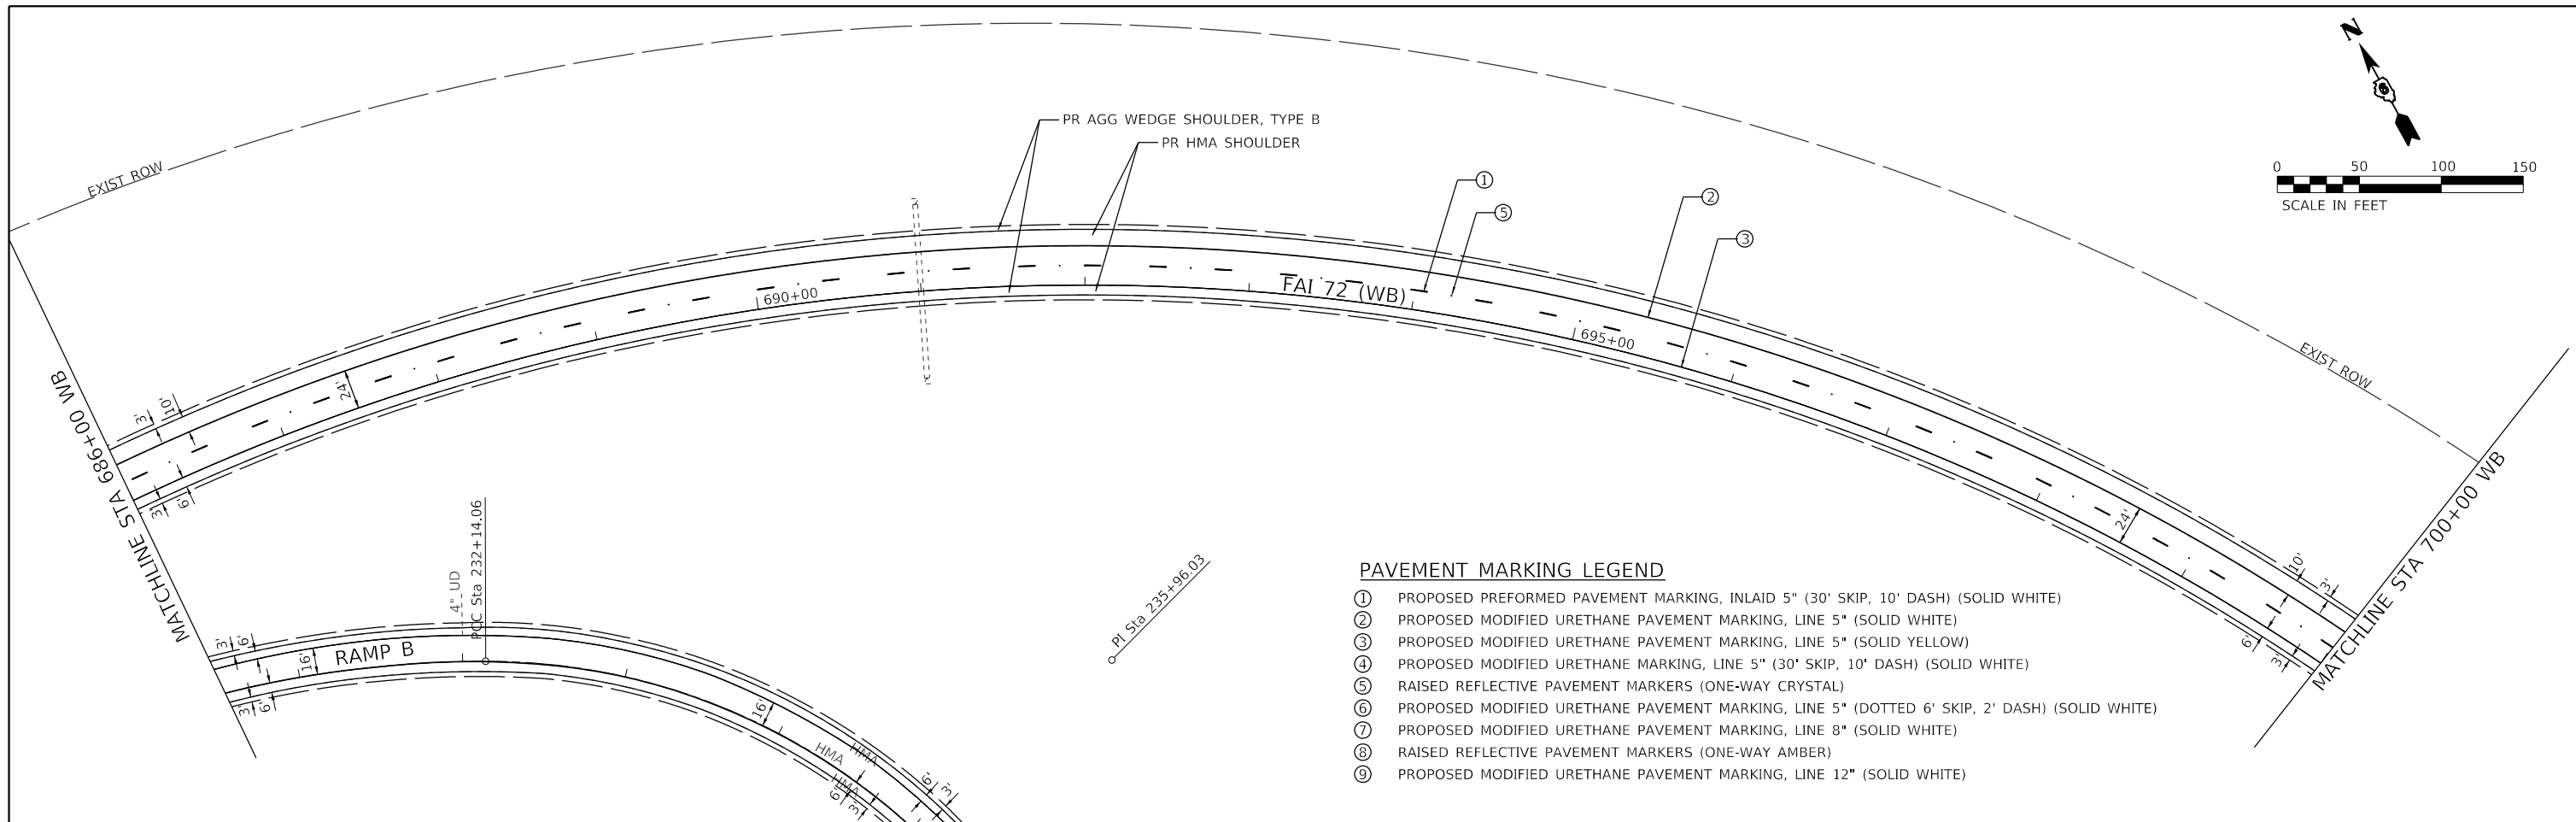 N
0 50 100 150
SCALE IN FEET
EXIST ROW
PR AGG WEDGE SHOULDER, TYPE B
PR HMA SHOULDER
1
5
2
3
690+00
FAI 72 (WB)
695+00
EXIST ROW
24'
3'
10'
3'
6'
MATCHLINE STA 686+00 WB
24'
10'
3'
6'
3'
MATCHLINE STA 700+00 WB
4" UD
PCC Sta 232+14.06
PI Sta 235+96.03
3'
6'
16'
RAMP B
3'
6'
16'
HMA
HMA
HMA
6'
3'
6'
3'
PAVEMENT MARKING LEGEND
1 PROPOSED PREFORMED PAVEMENT MARKING, INLAID 5" (30' SKIP, 10' DASH) (SOLID WHITE)
2 PROPOSED MODIFIED URETHANE PAVEMENT MARKING, LINE 5" (SOLID WHITE)
3 PROPOSED MODIFIED URETHANE PAVEMENT MARKING, LINE 5" (SOLID YELLOW)
4 PROPOSED MODIFIED URETHANE MARKING, LINE 5" (30' SKIP, 10' DASH) (SOLID WHITE)
5 RAISED REFLECTIVE PAVEMENT MARKERS (ONE-WAY CRYSTAL)
6 PROPOSED MODIFIED URETHANE PAVEMENT MARKING, LINE 5" (DOTTED 6' SKIP, 2' DASH) (SOLID WHITE)
7 PROPOSED MODIFIED URETHANE PAVEMENT MARKING, LINE 8" (SOLID WHITE)
8 RAISED REFLECTIVE PAVEMENT MARKERS (ONE-WAY AMBER)
9 PROPOSED MODIFIED URETHANE PAVEMENT MARKING, LINE 12" (SOLID WHITE)